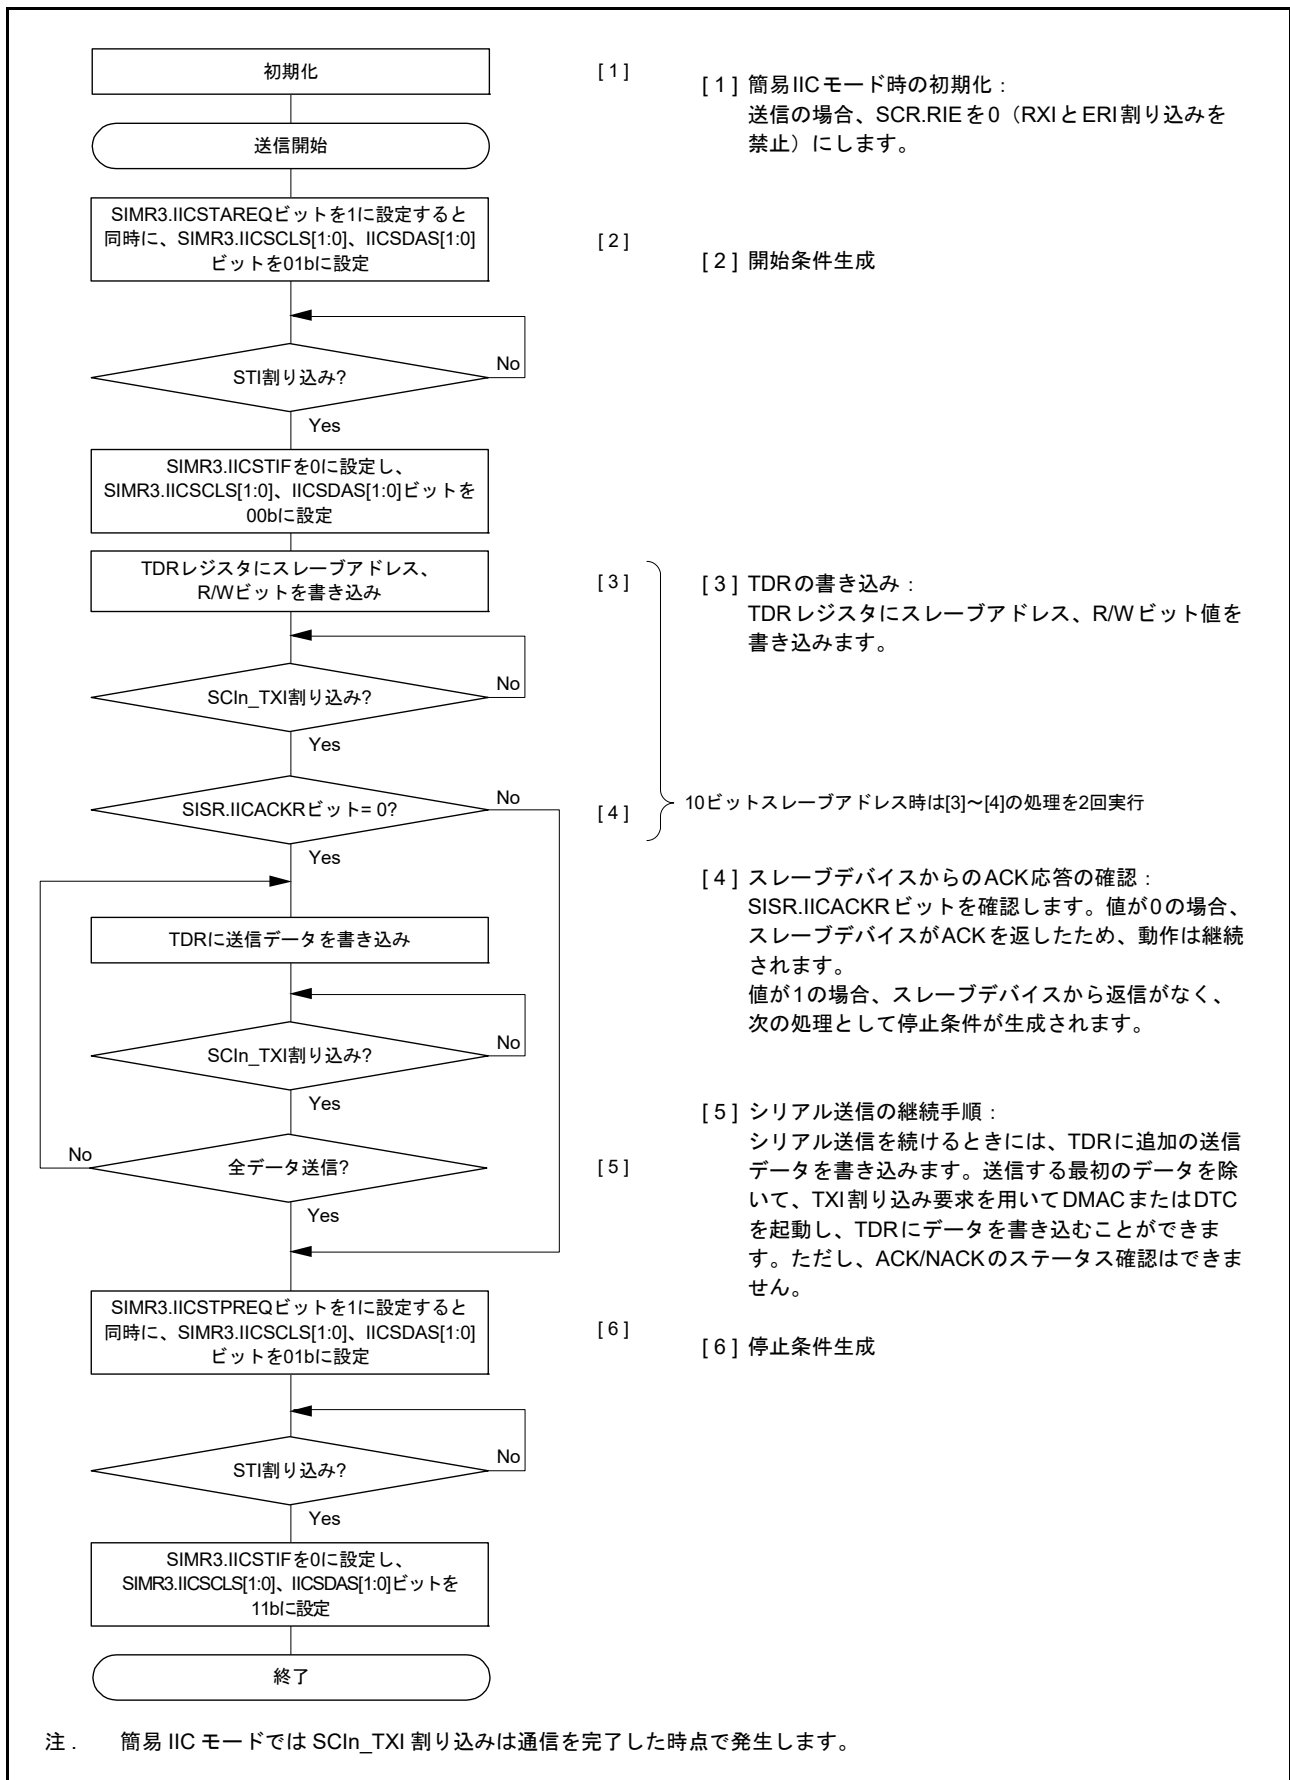 初期化
[ 1 ]
送信開始
SIMR3.IICSTAREQビットを1に設定すると
同時に、SIMR3.IICSCLS[1:0]、IICSDAS[1:0]
ビットを01bに設定
[ 2 ]
STI割り込み?
No
Yes
SIMR3.IICSTIFを0に設定し、
SIMR3.IICSCLS[1:0]、IICSDAS[1:0]ビットを
00bに設定
TDRレジスタにスレーブアドレス、
R/Wビットを書き込み
[ 3 ]
SCIn_TXI割り込み?
No
Yes
SISR.IICACKRビット= 0?
No
[ 4 ]
Yes
10ビットスレーブアドレス時は[3]～[4]の処理を2回実行
TDRに送信データを書き込み
SCIn_TXI割り込み?
No
Yes
全データ送信?
No
[ 5 ]
Yes
SIMR3.IICSTPREQビットを1に設定すると
同時に、SIMR3.IICSCLS[1:0]、IICSDAS[1:0]
ビットを01bに設定
[ 6 ]
STI割り込み?
No
Yes
SIMR3.IICSTIFを0に設定し、
SIMR3.IICSCLS[1:0]、IICSDAS[1:0]ビットを
11bに設定
終了
[ 1 ] 簡易IICモード時の初期化：
送信の場合、SCR.RIEを0（RXIとERI割り込みを
禁止）にします。
[ 2 ] 開始条件生成
[ 3 ] TDRの書き込み：
TDRレジスタにスレーブアドレス、R/Wビット値を
書き込みます。
[ 4 ] スレーブデバイスからのACK応答の確認：
SISR.IICACKRビットを確認します。値が0の場合、
スレーブデバイスがACKを返したため、動作は継続
されます。
値が1の場合、スレーブデバイスから返信がなく、
次の処理として停止条件が生成されます。
[ 5 ] シリアル送信の継続手順：
シリアル送信を続けるときには、TDRに追加の送信
データを書き込みます。送信する最初のデータを除
いて、TXI割り込み要求を用いてDMACまたはDTC
を起動し、TDRにデータを書き込むことができま
す。ただし、ACK/NACKのステータス確認はできま
せん。
[ 6 ] 停止条件生成
注． 簡易 IIC モードでは SCIn_TXI 割り込みは通信を完了した時点で発生します。